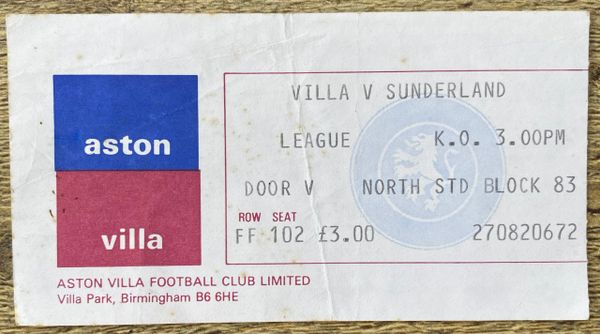 aston
villa
VILLA V SUNDERLAND
LEAGUE K.O. 3.00PM
DOOR V NORTH STD BLOCK 83
ROW SEAT
FF 102 £3.00 270820672
ASTON VILLA FOOTBALL CLUB LIMITED
Villa Park, Birmingham B6 6HE